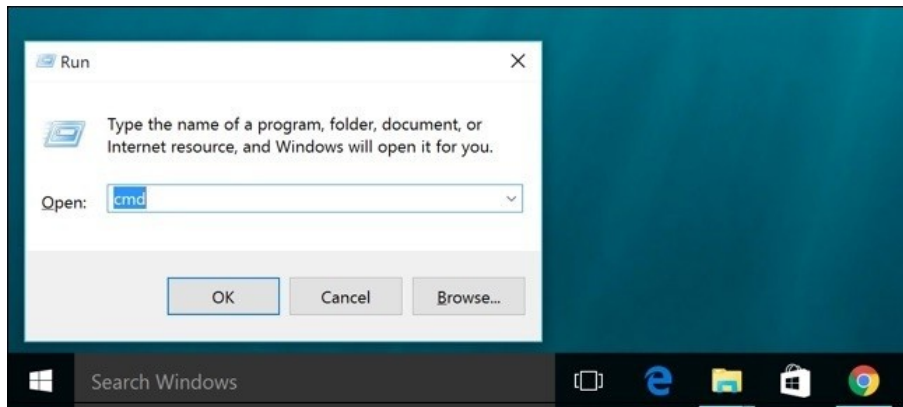 Run
Type the name of a program, folder, document, or
Internet resource, and Windows will open it for you.
Open: cmd
OK Cancel Browse...
Search Windows